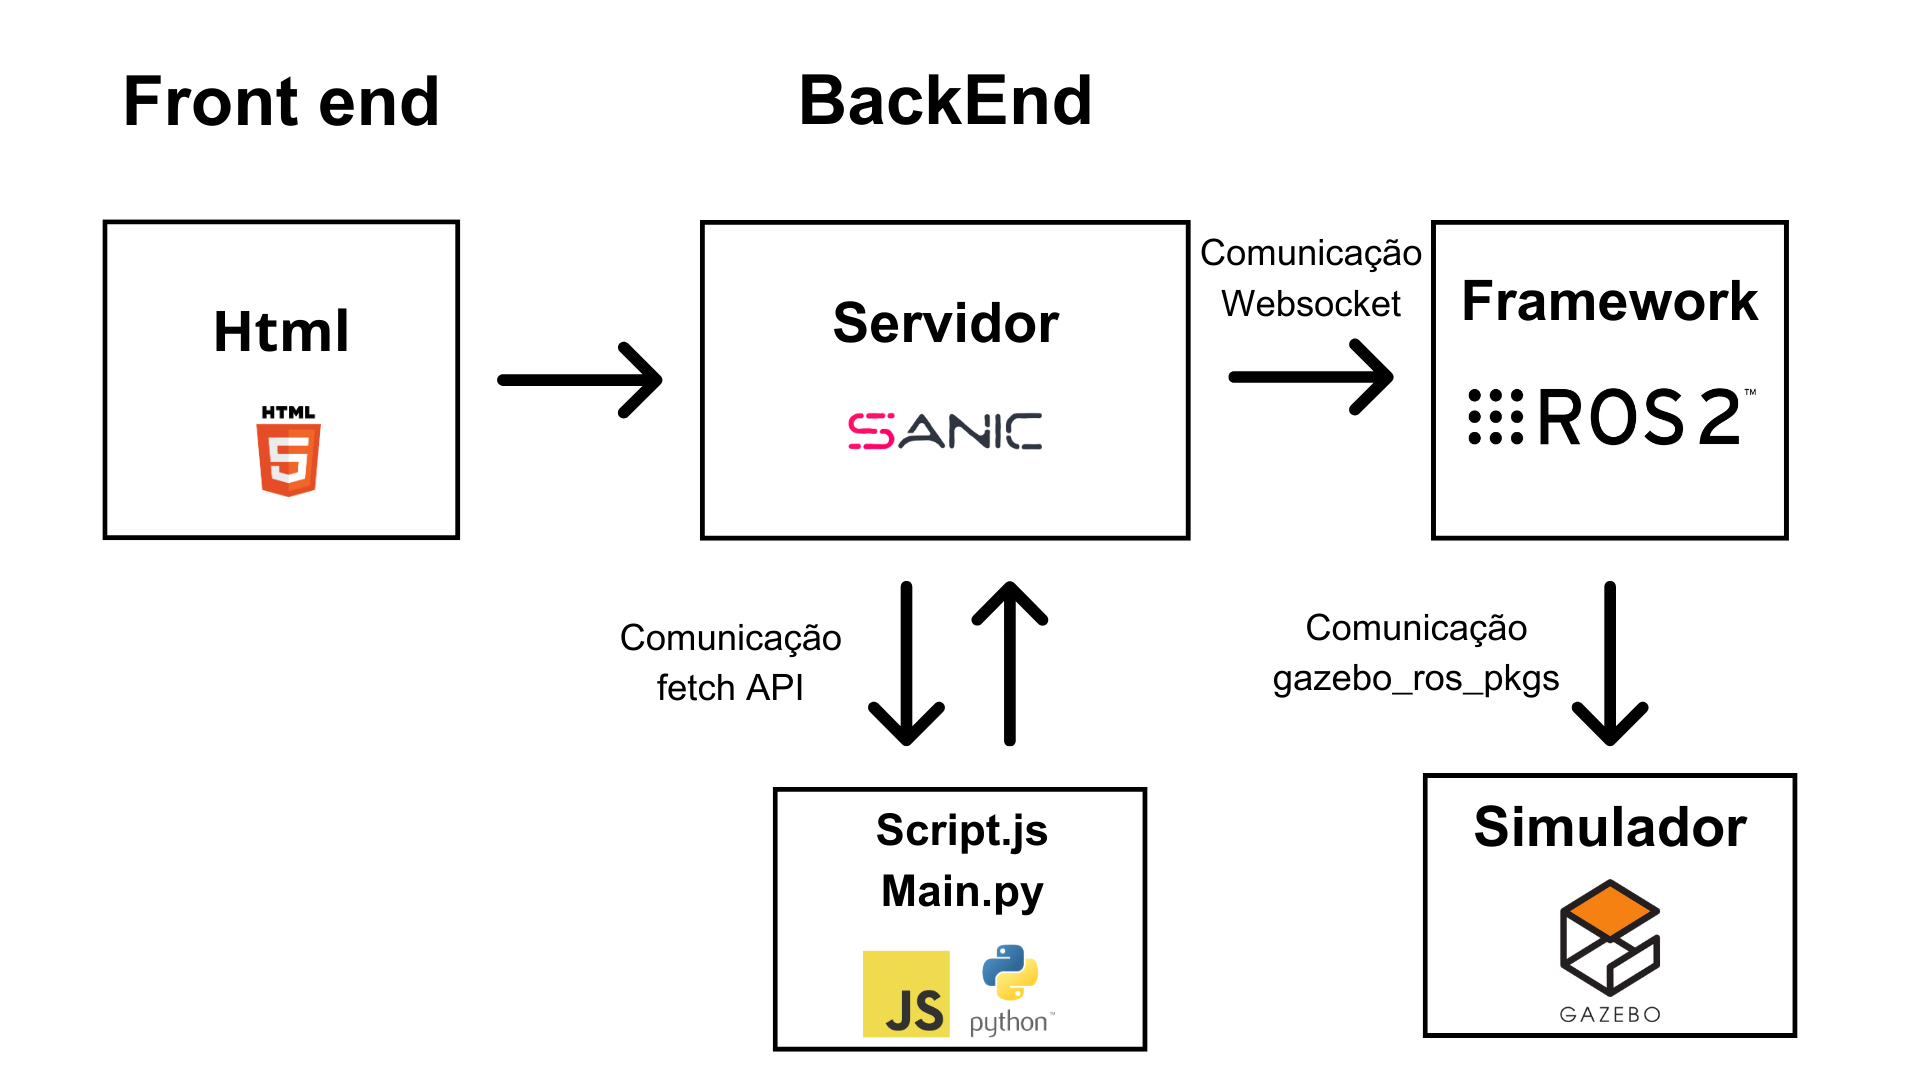 Front end
BackEnd
Html
HTML
5
Servidor
SANIC
Comunicação
Websocket
Framework
ROS 2™
Comunicação
fetch API
Comunicação
gazebo_ros_pkgs
Script.js
Main.py
JS
python™
Simulador
GAZEBO